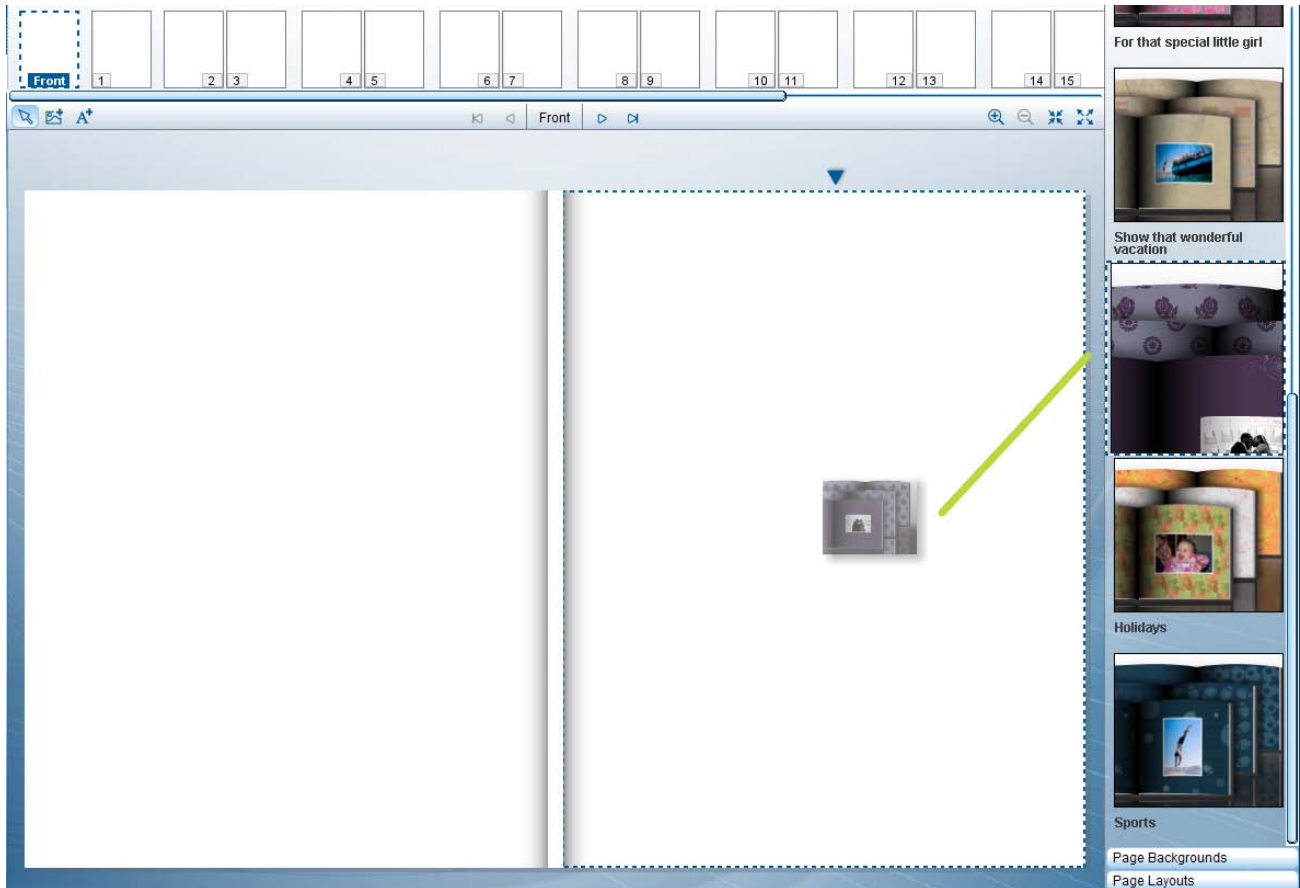 Front
1
2 3
4 5
6 7
8 9
10 11
12 13
14 15
A+
Front
For that special little girl
Show that wonderful
vacation
Holidays
Sports
Page Backgrounds
Page Layouts